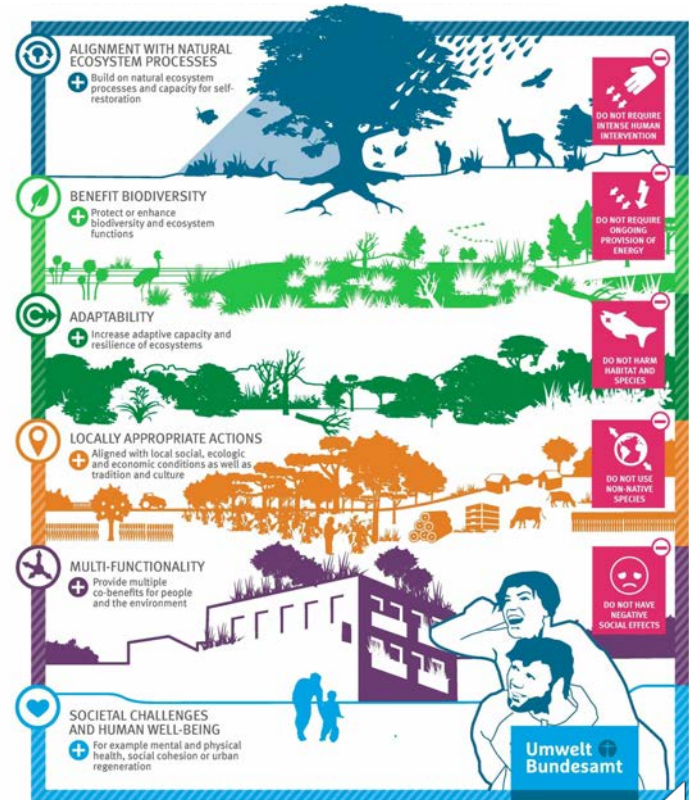 ALIGNMENT WITH NATURAL
ECOSYSTEM PROCESSES
Build on natural ecosystem
processes and capacity for self-
restoration
DO NOT REQUIRE
INTENSE HUMAN
INTERVENTION
BENEFIT BIODIVERSITY
Protect or enhance
biodiversity and ecosystem
functions
DO NOT REQUIRE
ONGOING
PROVISION OF
ENERGY
ADAPTABILITY
Increase adaptive capacity and
resilience of ecosystems
DO NOT HARM
HABITAT AND
SPECIES
LOCALLY APPROPRIATE ACTIONS
Aligned with local social, ecologic
and economic conditions as well as
tradition and culture
DO NOT USE
NON-NATIVE
SPECIES
MULTI-FUNCTIONALITY
Provide multiple
co-benefits for people
and the environment
DO NOT HAVE
NEGATIVE
SOCIAL EFFECTS
SOCIETAL CHALLENGES
AND HUMAN WELL-BEING
For example mental and physical
health, social cohesion or urban
regeneration
Umwelt
Bundesamt